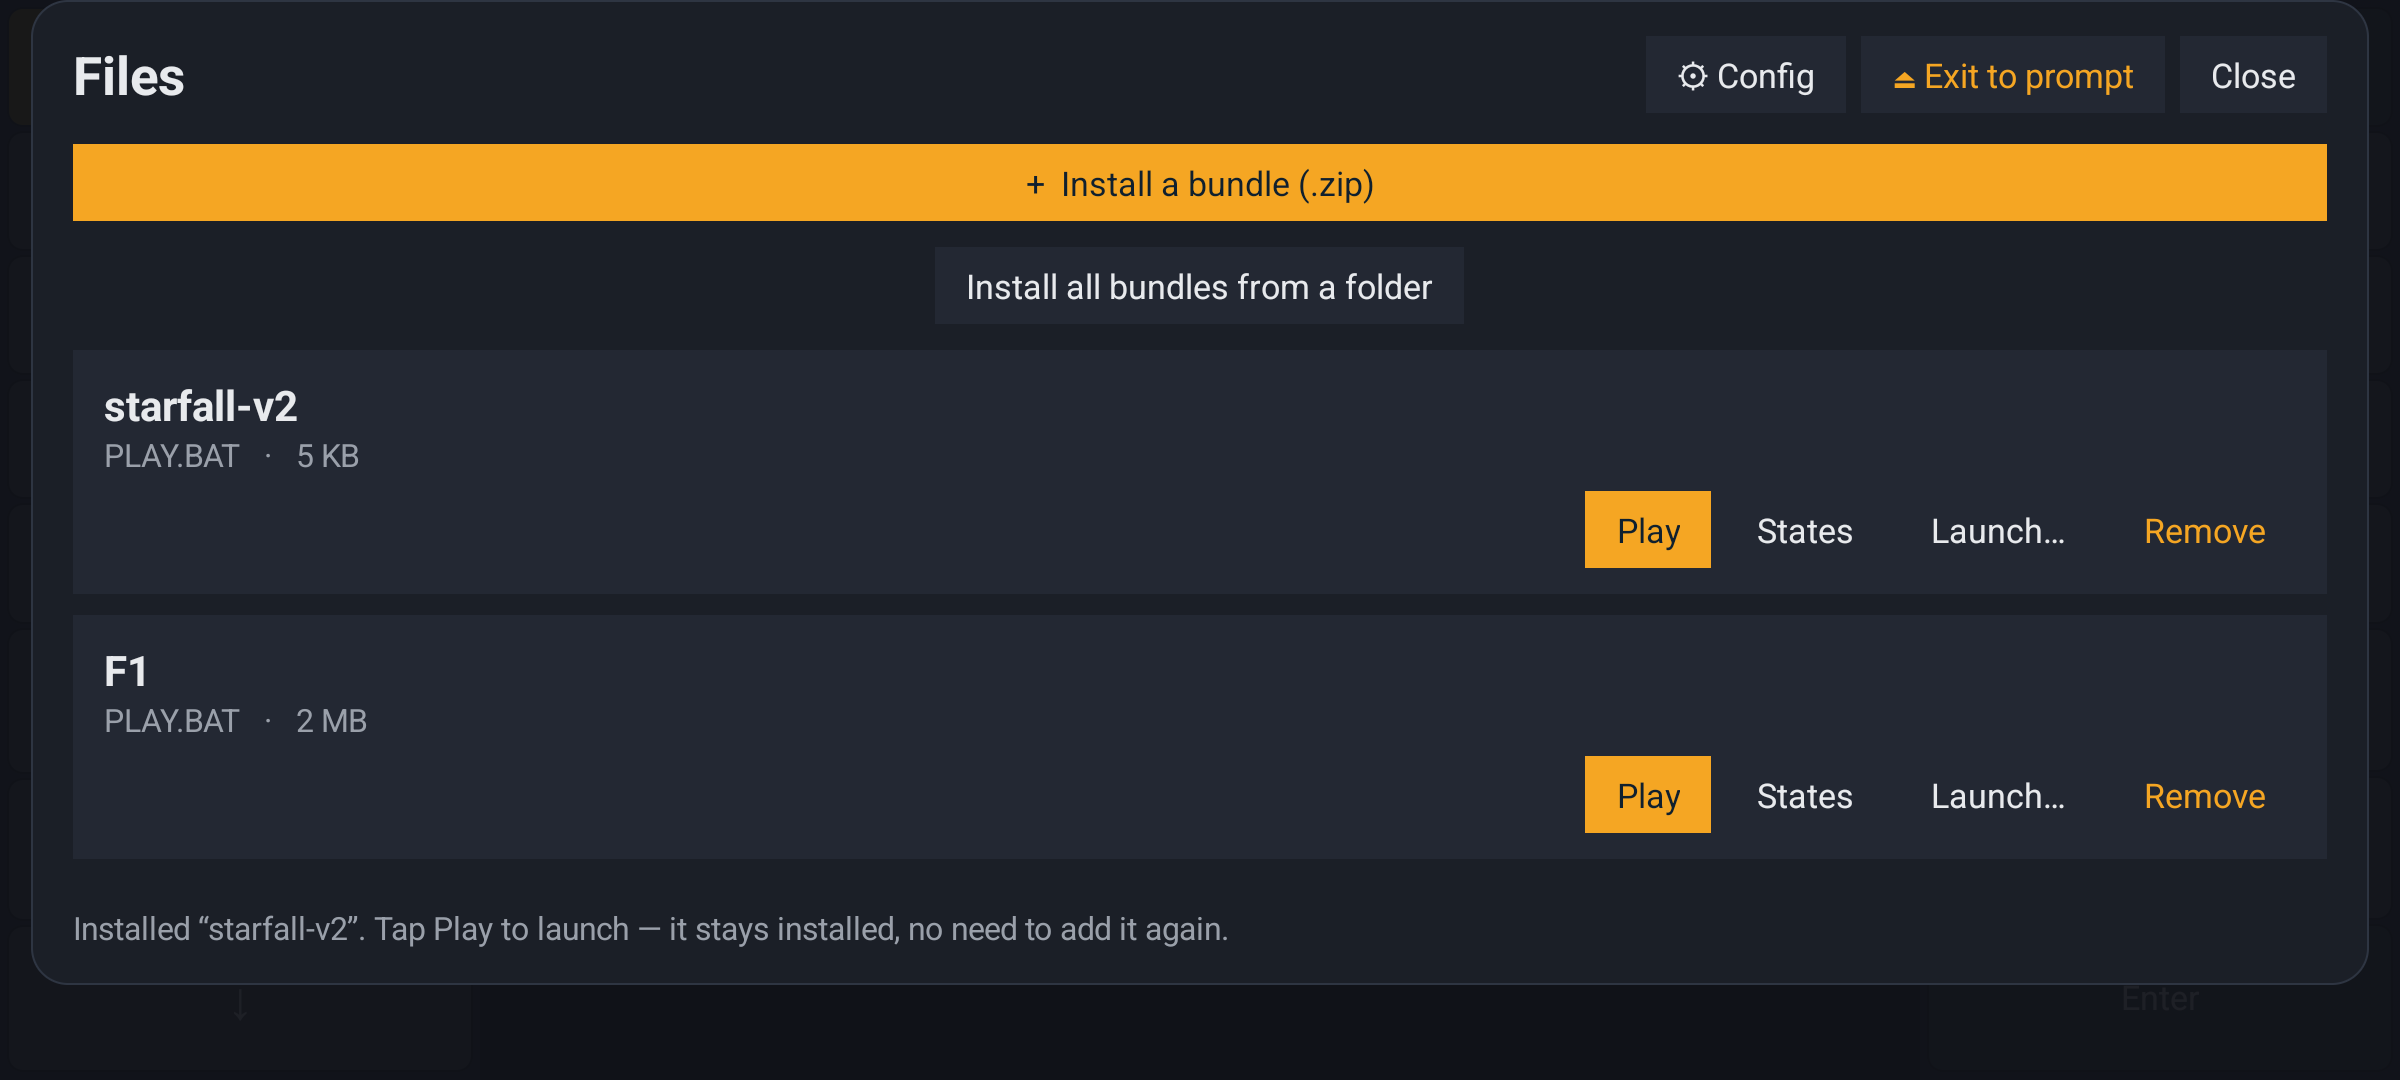 Files
⚙ Config
⏏ Exit to prompt
Close
+ Install a bundle (.zip)
Install all bundles from a folder
starfall-v2
PLAY.BAT · 5 KB
Play States Launch… Remove
F1
PLAY.BAT · 2 MB
Play States Launch… Remove
Installed “starfall-v2”. Tap Play to launch — it stays installed, no need to add it again.
↓
Enter